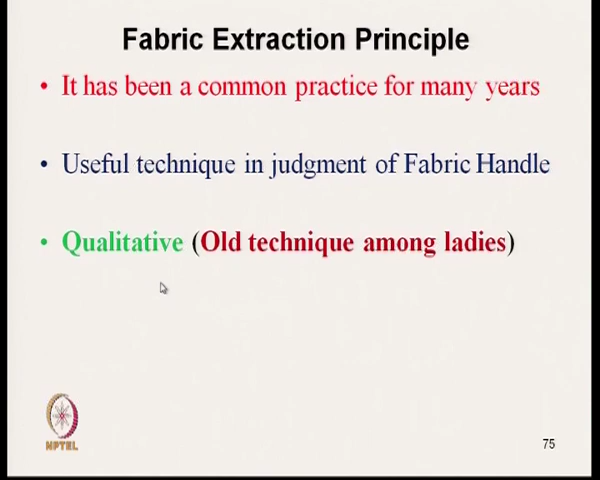 Fabric Extraction Principle
• It has been a common practice for many years
• Useful technique in judgment of Fabric Handle
• Qualitative (Old technique among ladies)
NPTEL
75